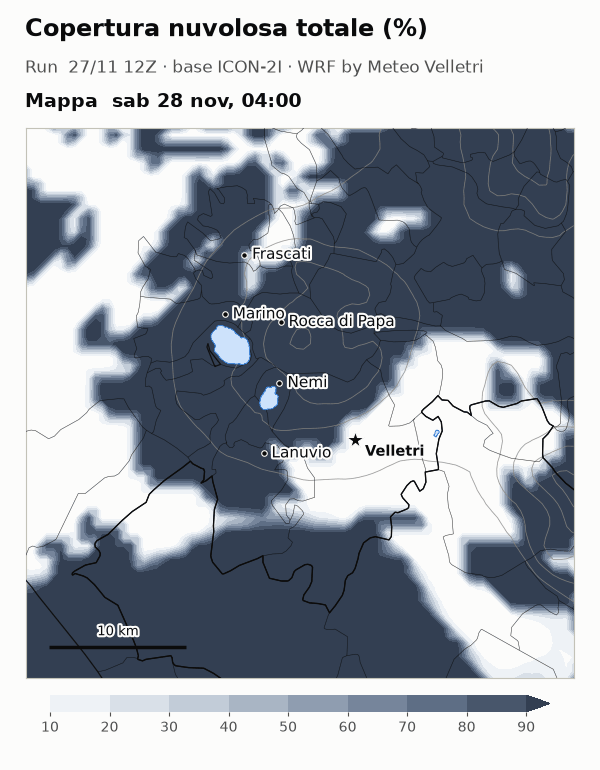 Copertura nuvolosa totale (%)
Run  27/11 12Z · base ICON-2I · WRF by Meteo Velletri
Mappa  sab 28 nov, 04:00
Frascati
Marino
Rocca di Papa
Nemi
Velletri
Lanuvio
10 km
10 20 30 40 50 60 70 80 90